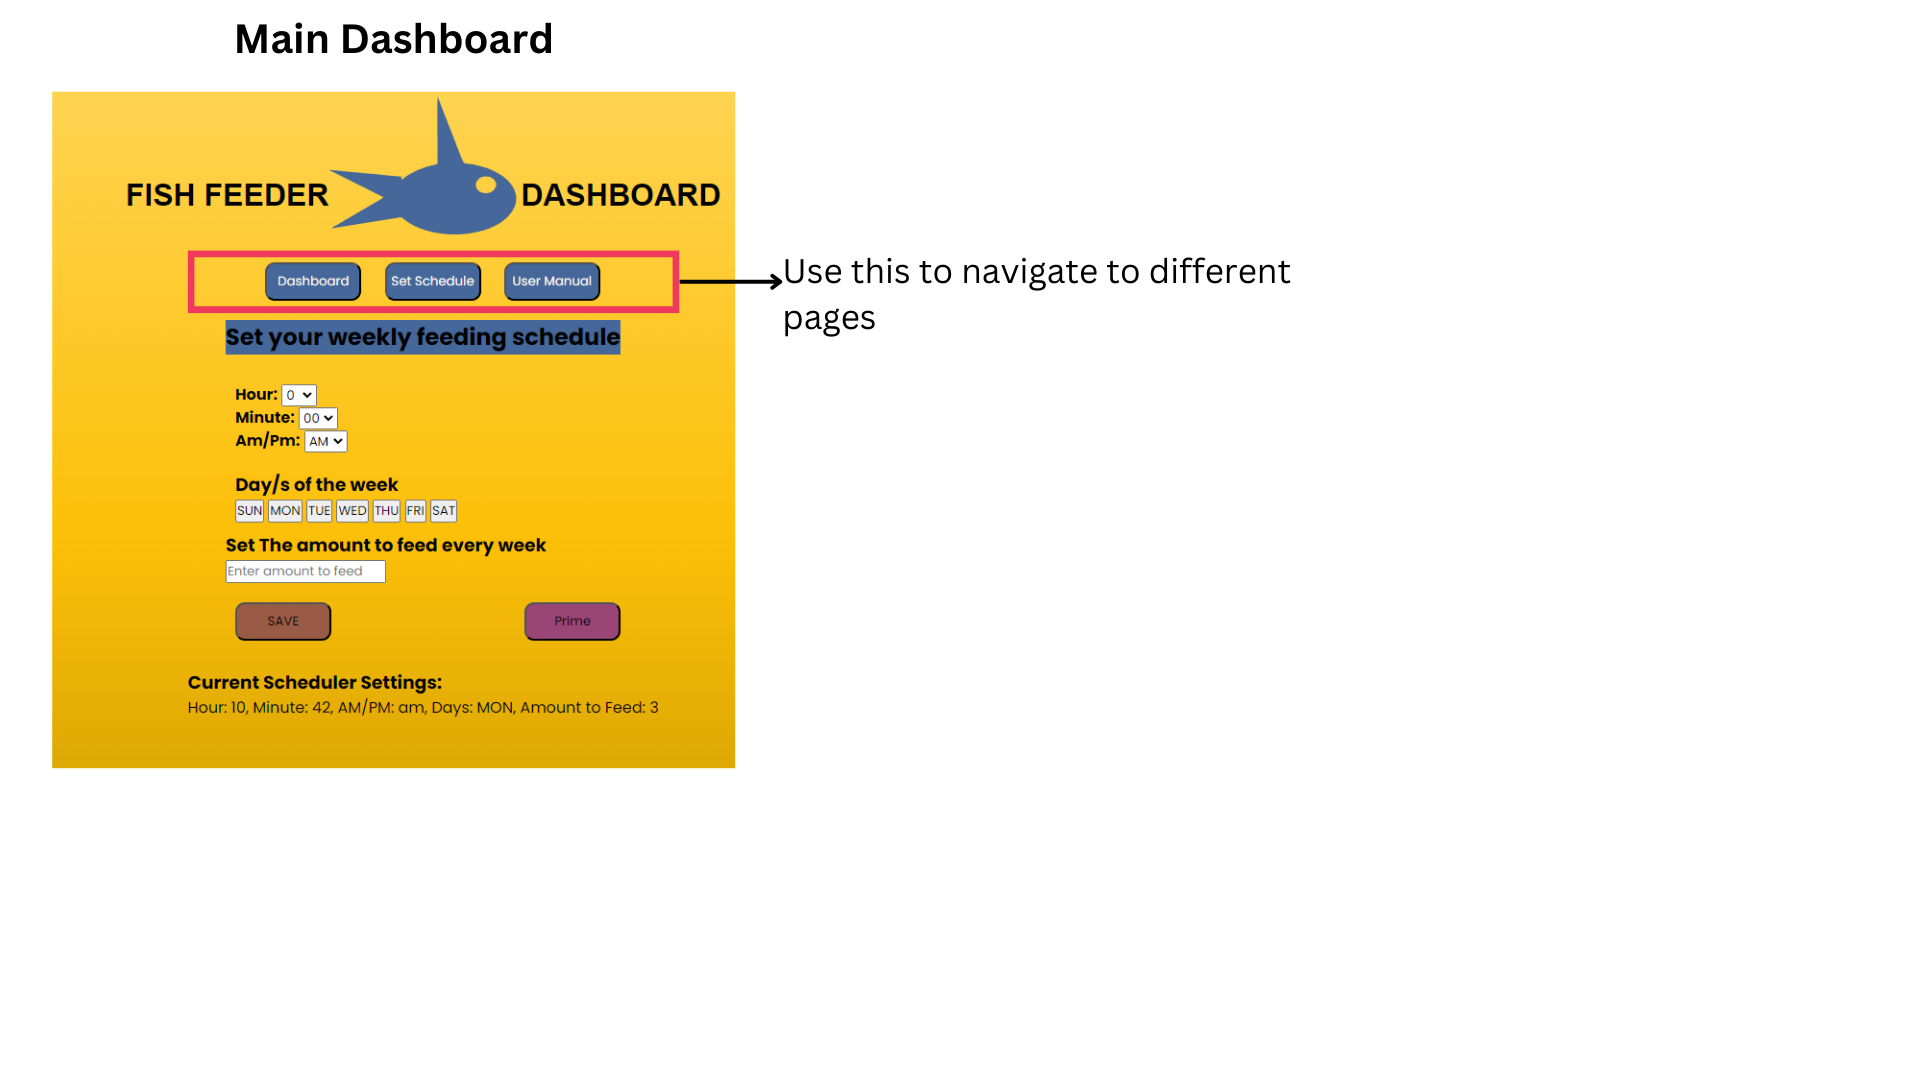 Main Dashboard
FISH FEEDER DASHBOARD
Dashboard Set Schedule User Manual
Use this to navigate to different
pages
Set your weekly feeding schedule
Hour: 0
Minute: 00
Am/Pm: AM
Day/s of the week
SUN MON TUE WED THU FRI SAT
Set The amount to feed every week
Enter amount to feed
SAVE Prime
Current Scheduler Settings:
Hour: 10, Minute: 42, AM/PM: am, Days: MON, Amount to Feed: 3